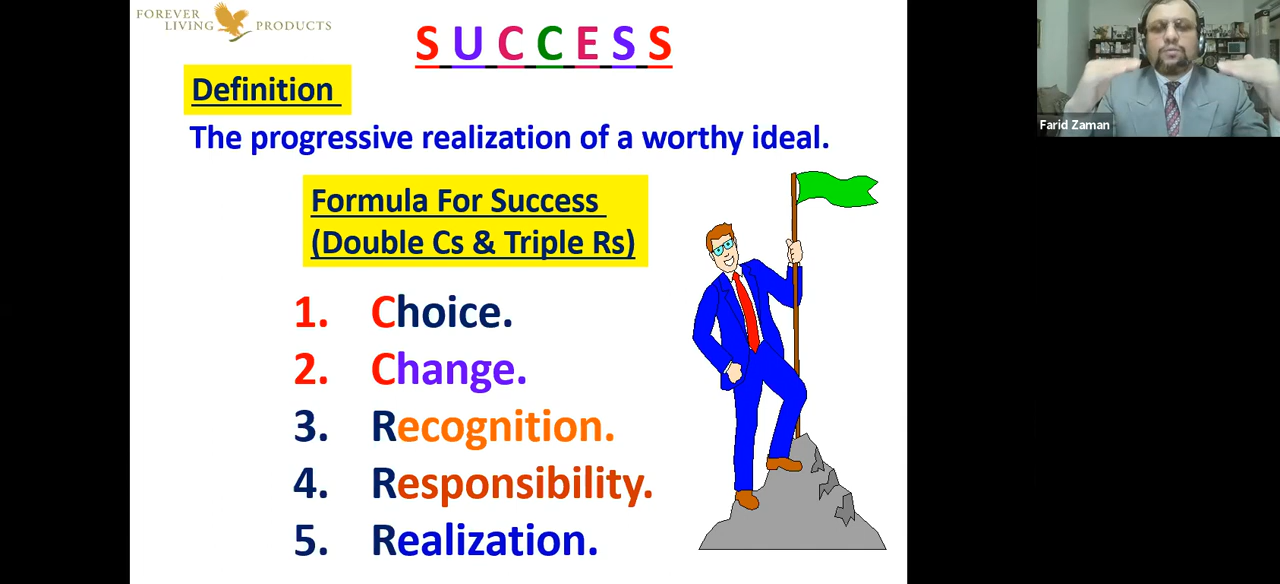 FOREVER
LIVING PRODUCTS
SUCCESS
Definition
The progressive realization of a worthy ideal.
Formula For Success
(Double Cs & Triple Rs)
1. Choice.
2. Change.
3. Recognition.
4. Responsibility.
5. Realization.
Farid Zaman